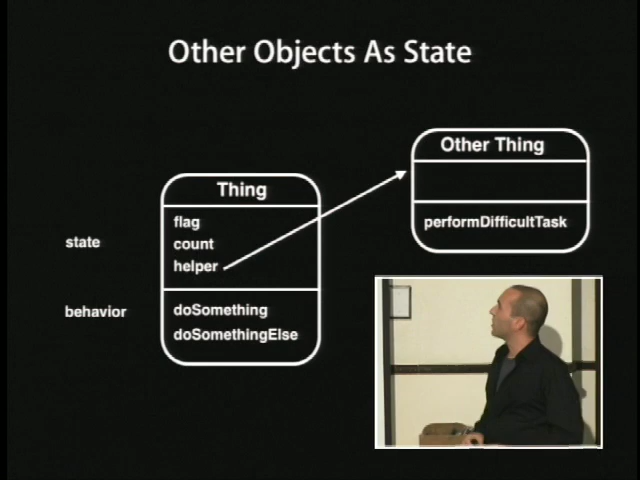 Other Objects As State
Other Thing
performDifficultTask
Thing
state
flag
count
helper
behavior
doSomething
doSomethingElse